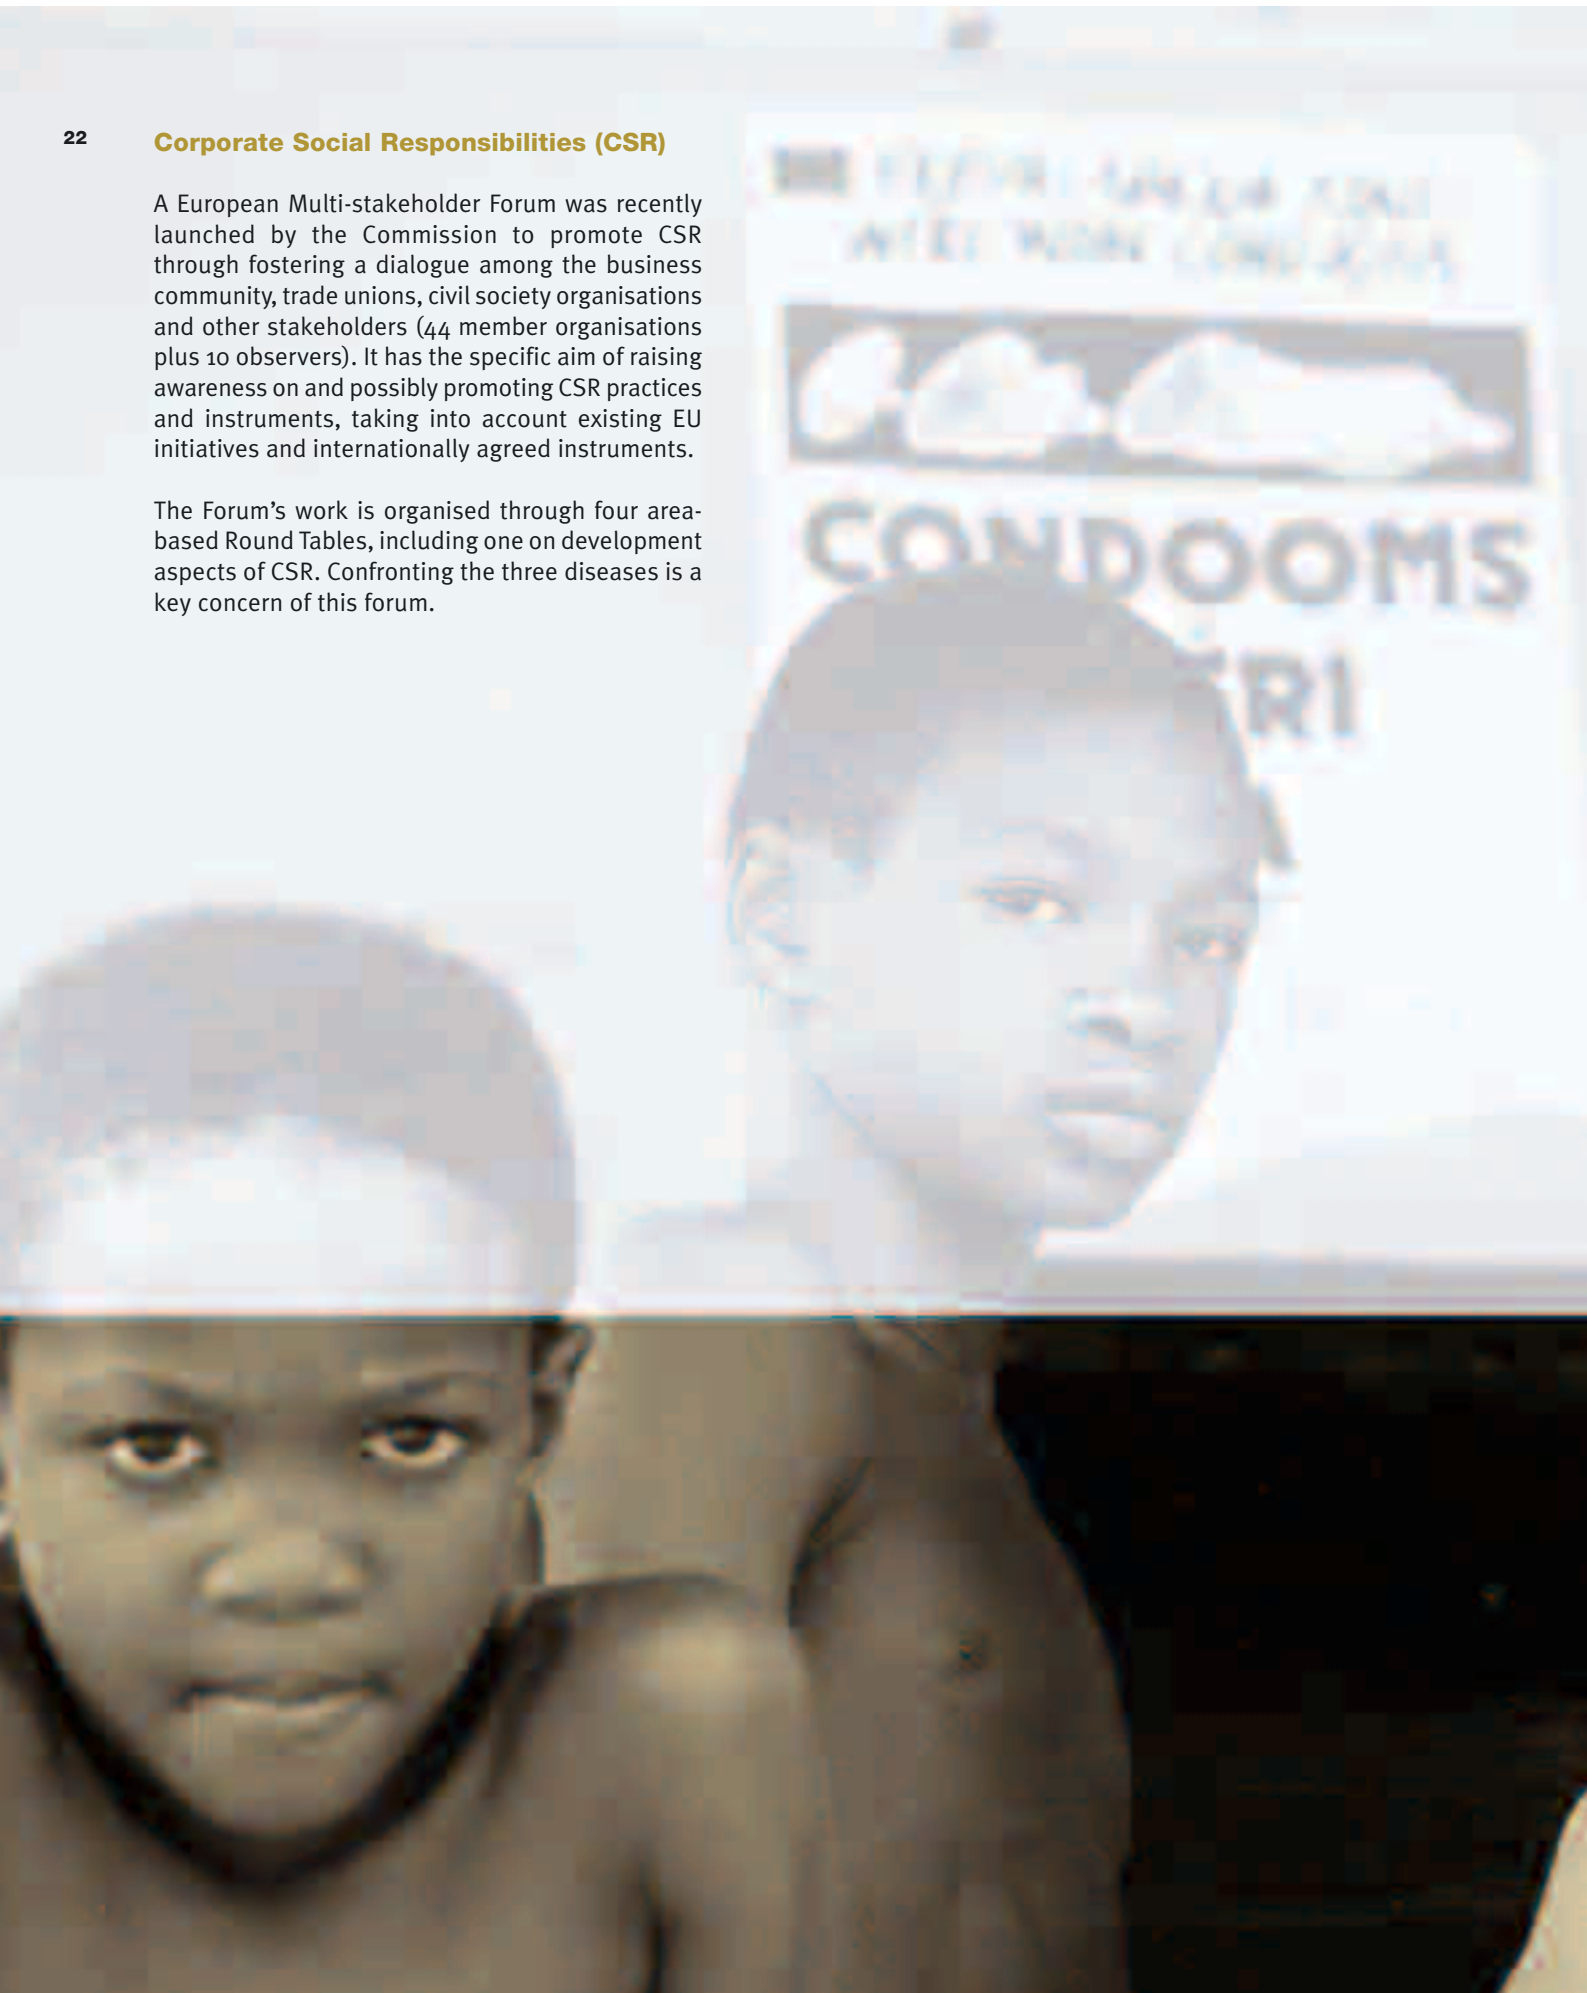 22
Corporate Social Responsibilities (CSR)
A European Multi-stakeholder Forum was recently
launched by the Commission to promote CSR
through fostering a dialogue among the business
community, trade unions, civil society organisations
and other stakeholders (44 member organisations
plus 10 observers). It has the specific aim of raising
awareness on and possibly promoting CSR practices
and instruments, taking into account existing EU
initiatives and internationally agreed instruments.
The Forum’s work is organised through four area-
based Round Tables, including one on development
aspects of CSR. Confronting the three diseases is a
key concern of this forum.
CONDOOMS